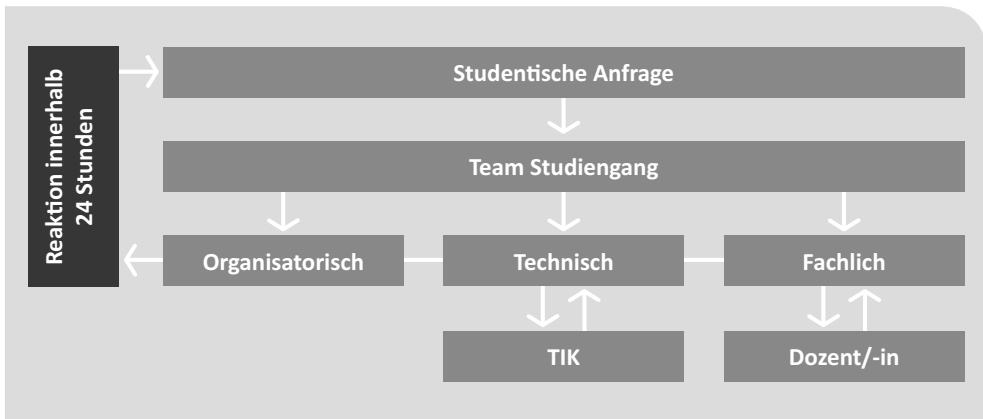 Reaktion innerhalb
24 Stunden
Studentische Anfrage
Team Studiengang
Organisatorisch
Technisch
Fachlich
TIK
Dozent/-in